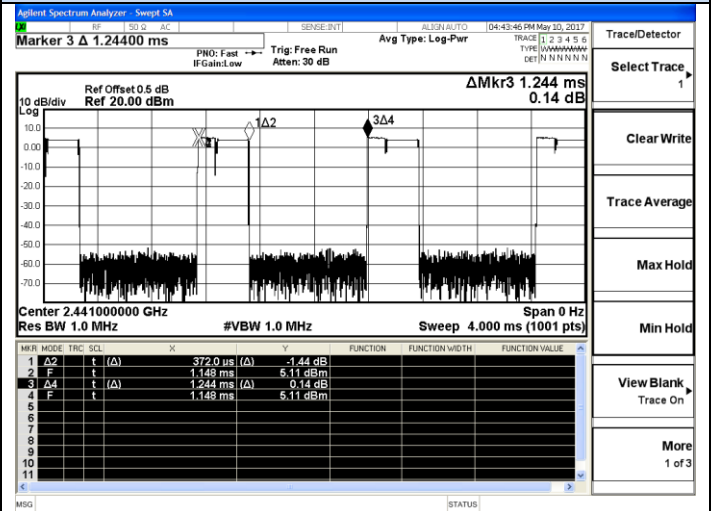 Agilent Spectrum Analyzer - Swept SA
LXI RF 50 Ω AC SENSE:INT ALIGN AUTO 04:43:46 PM May 10, 2017
Marker 3 Δ 1.24400 ms
PNO: Fast
IFGain:Low
Trig: Free Run
Atten: 30 dB
Avg Type: Log-Pwr
TRACE 1 2 3 4 5 6
TYPE WWWWWW
DET N N N N N N
Ref Offset 0.5 dB
Ref 20.00 dBm
10 dB/div
Log
ΔMkr3 1.244 ms
0.14 dB
1Δ2
3Δ4
10.0
0.00
-10.0
-20.0
-30.0
-40.0
-50.0
-60.0
-70.0
Center 2.441000000 GHz
Span 0 Hz
Res BW 1.0 MHz
#VBW 1.0 MHz
Sweep 4.000 ms (1001 pts)
MKR MODE TRC SCL X Y FUNCTION FUNCTION WIDTH FUNCTION VALUE
1 Δ2 t (Δ) 372.0 µs (Δ) -1.44 dB
2 F t 1.148 ms 5.11 dBm
3 Δ4 t (Δ) 1.244 ms (Δ) 0.14 dB
4 F t 1.148 ms 5.11 dBm
5
6
7
8
9
10
11
MSG
STATUS
Trace/Detector
Select Trace
1
Clear Write
Trace Average
Max Hold
Min Hold
View Blank
Trace On
More
1 of 3